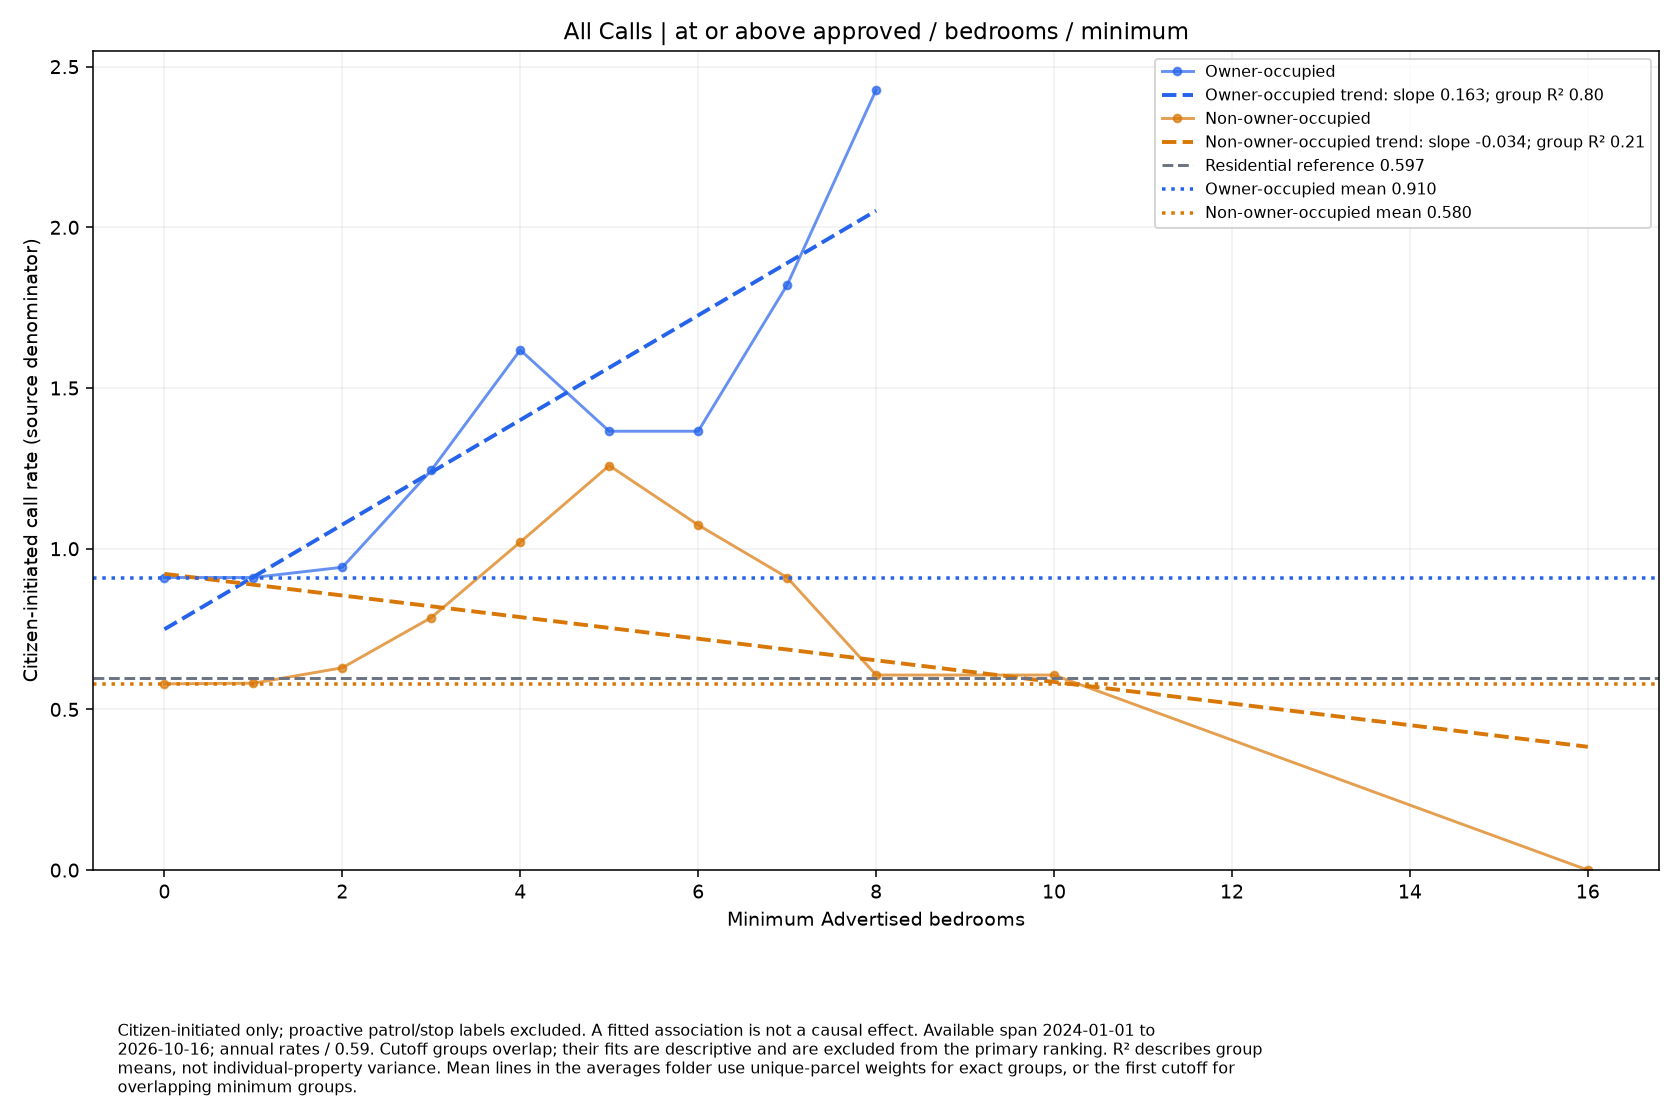 All Calls | at or above approved / bedrooms / minimum
Citizen-initiated call rate (source denominator)
2.5
2.0
1.5
1.0
0.5
0.0
Owner-occupied
Owner-occupied trend: slope 0.163; group R² 0.80
Non-owner-occupied
Non-owner-occupied trend: slope -0.034; group R² 0.21
Residential reference 0.597
Owner-occupied mean 0.910
Non-owner-occupied mean 0.580
0 2 4 6 8 10 12 14 16
Minimum Advertised bedrooms
Citizen-initiated only; proactive patrol/stop labels excluded. A fitted association is not a causal effect. Available span 2024-01-01 to
2026-10-16; annual rates / 0.59. Cutoff groups overlap; their fits are descriptive and are excluded from the primary ranking. R² describes group
means, not individual-property variance. Mean lines in the averages folder use unique-parcel weights for exact groups, or the first cutoff for
overlapping minimum groups.